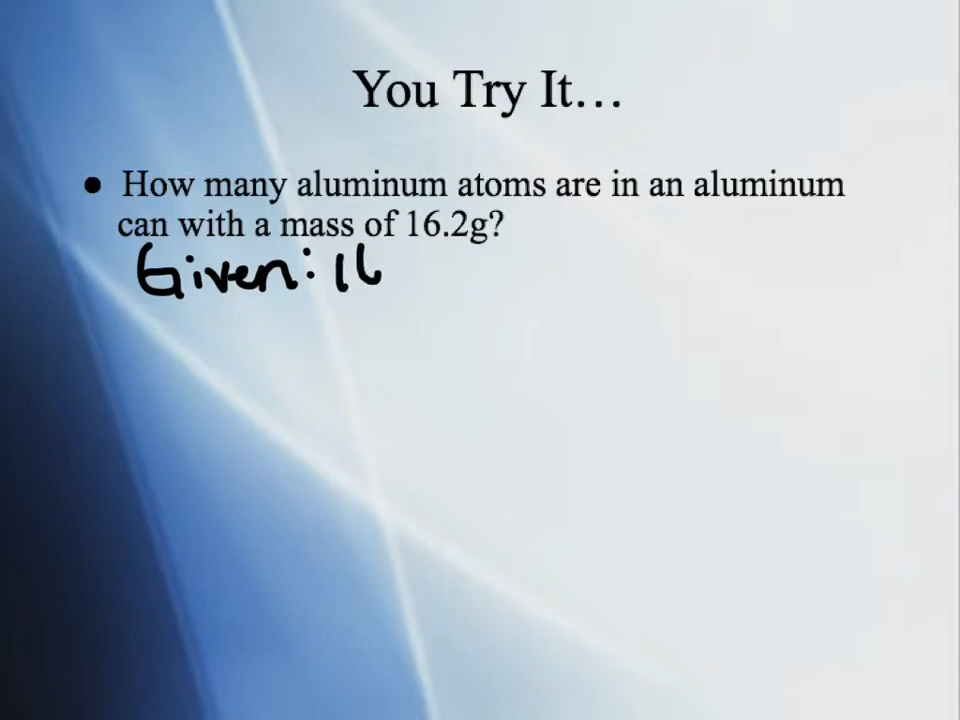 You Try It…
● How many aluminum atoms are in an aluminum
can with a mass of 16.2g?
Given: 16